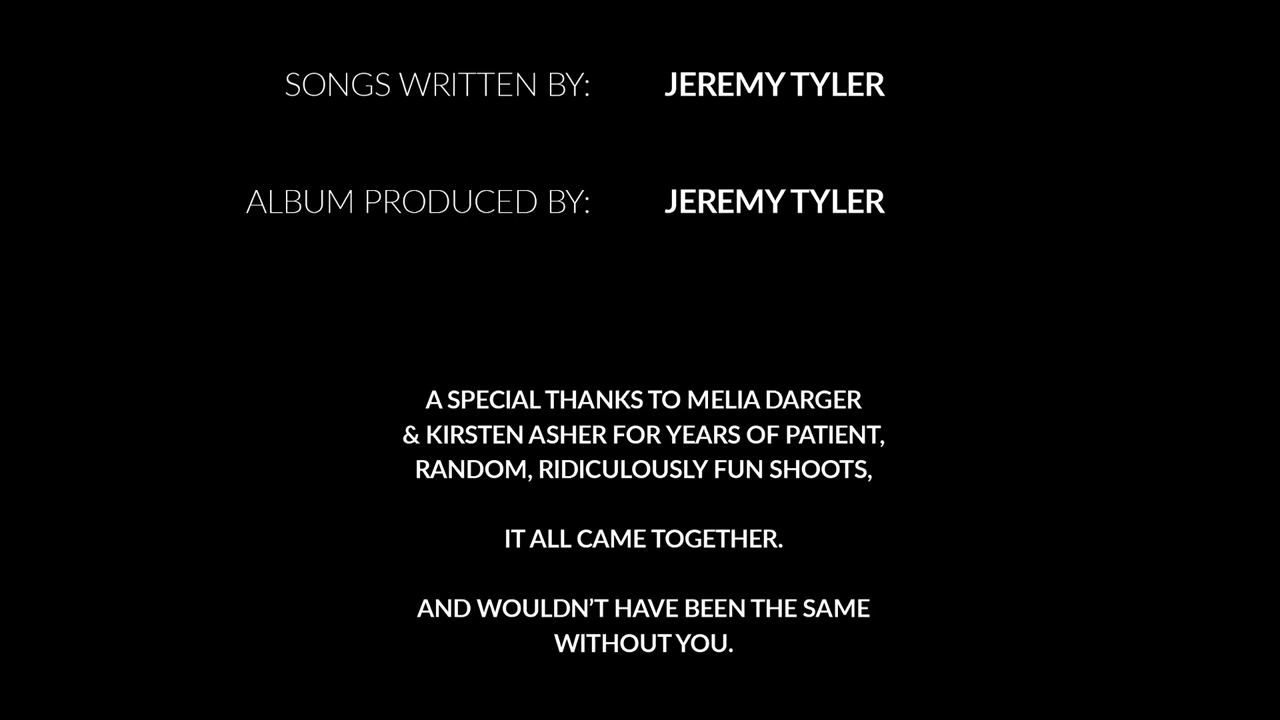 SONGS WRITTEN BY: JEREMY TYLER
ALBUM PRODUCED BY: JEREMY TYLER
A SPECIAL THANKS TO MELIA DARGER
& KIRSTEN ASHER FOR YEARS OF PATIENT,
RANDOM, RIDICULOUSLY FUN SHOOTS,
IT ALL CAME TOGETHER.
AND WOULDN’T HAVE BEEN THE SAME
WITHOUT YOU.